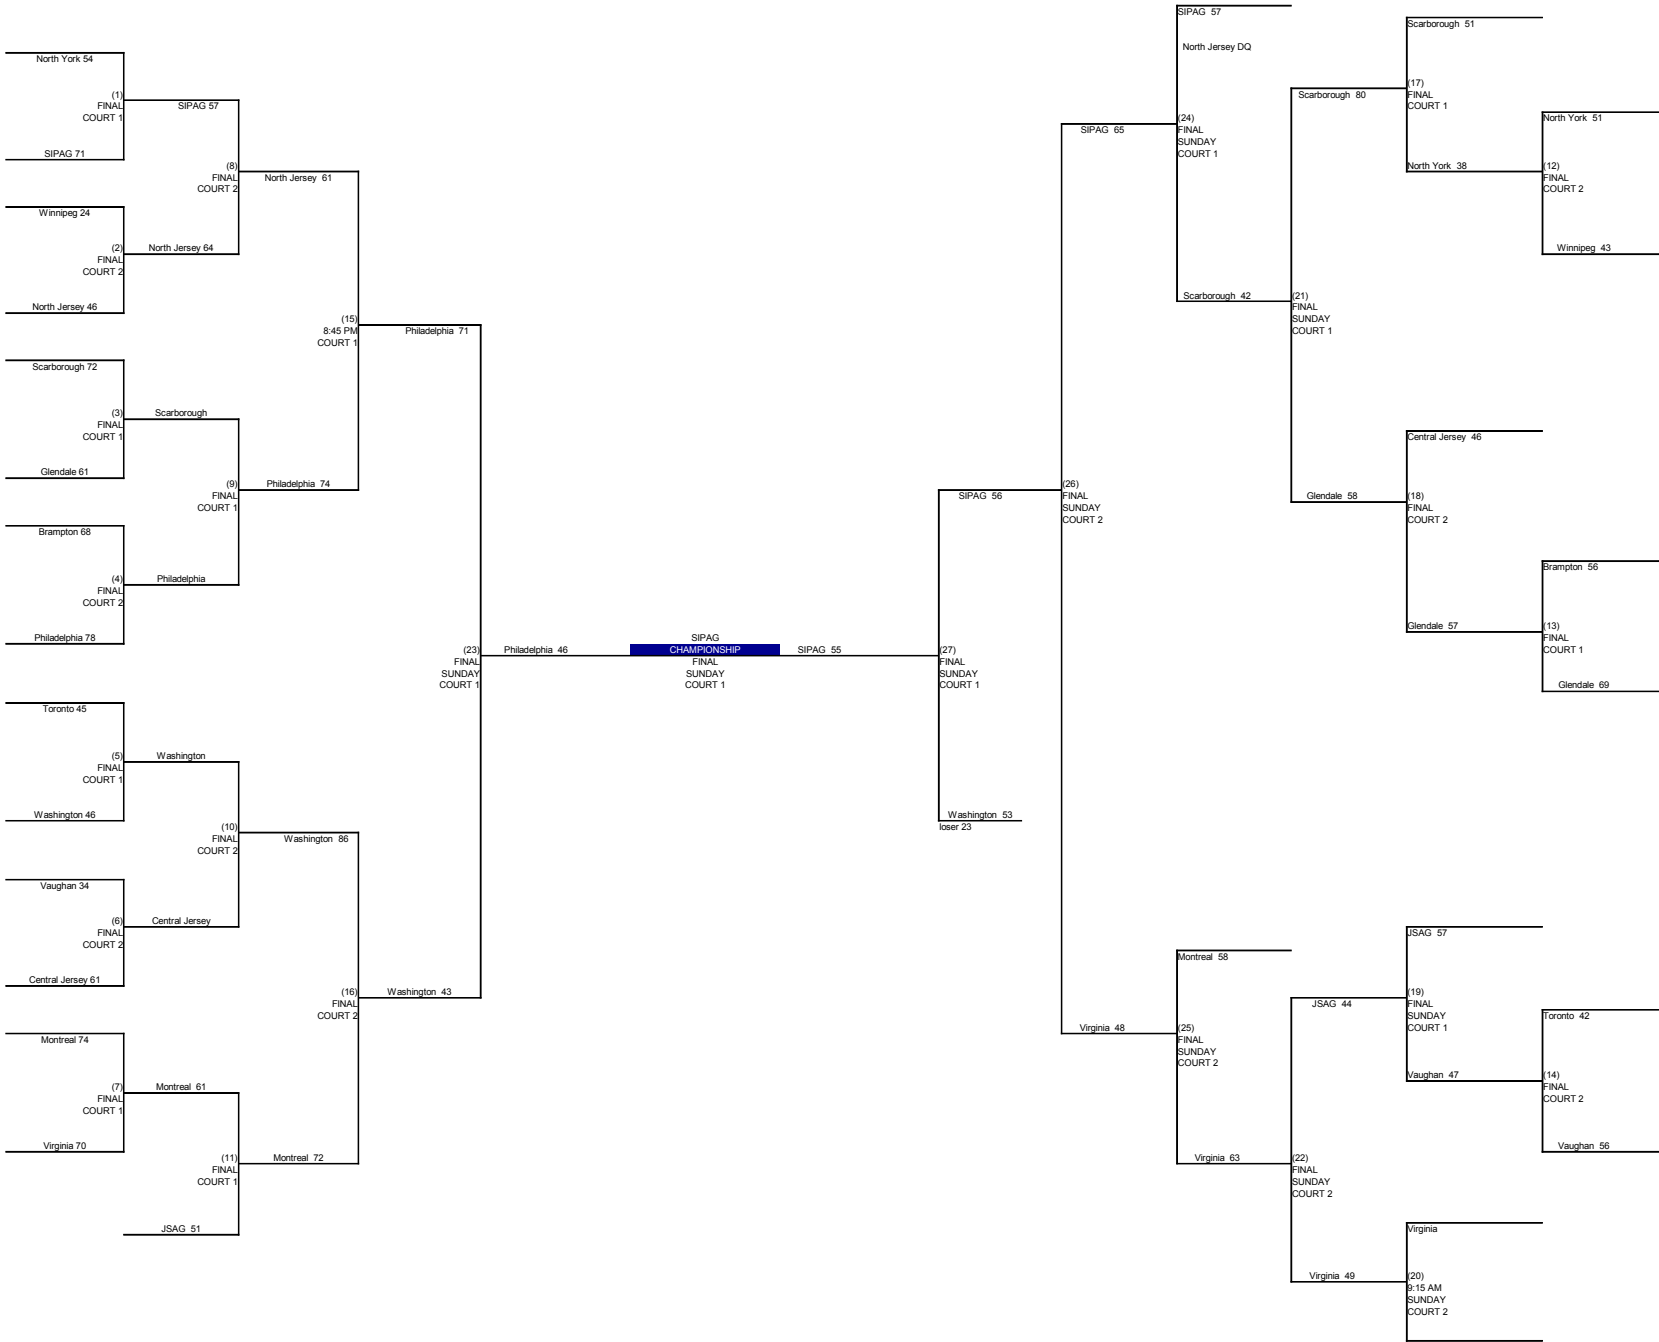 North York 54
(1)
FINAL
COURT 1
SIPAG 57
SIPAG 71
(8)
FINAL
COURT 2
North Jersey 61
Winnipeg 24
(2)
FINAL
COURT 2
North Jersey 64
North Jersey 46
(15)
8:45 PM
COURT 1
Philadelphia 71
Scarborough 72
(3)
FINAL
COURT 1
Scarborough
Glendale 61
(9)
FINAL
COURT 1
Philadelphia 74
Brampton 68
(4)
FINAL
COURT 2
Philadelphia
Philadelphia 78
(23)
FINAL
SUNDAY
COURT 1
Philadelphia 46
Toronto 45
(5)
FINAL
COURT 1
Washington
Washington 46
(10)
FINAL
COURT 2
Washington 86
Vaughan 34
(6)
FINAL
COURT 2
Central Jersey
Central Jersey 61
(16)
FINAL
COURT 2
Washington 43
Montreal 74
(7)
FINAL
COURT 1
Montreal 61
Virginia 70
(11)
FINAL
COURT 1
Montreal 72
JSAG 51
SIPAG
CHAMPIONSHIP
FINAL
SUNDAY
COURT 1
SIPAG 55
(27)
FINAL
SUNDAY
COURT 1
SIPAG 56
Washington 53
loser 23
(26)
FINAL
SUNDAY
COURT 2
SIPAG 65
SIPAG 57
North Jersey DQ
(24)
FINAL
SUNDAY
COURT 1
Scarborough 42
Scarborough 80
(21)
FINAL
SUNDAY
COURT 1
Scarborough 51
(17)
FINAL
COURT 1
North York 38
North York 51
(12)
FINAL
COURT 2
Winnipeg 43
Glendale 58
Central Jersey 46
(18)
FINAL
COURT 2
Glendale 57
Brampton 56
(13)
FINAL
COURT 1
Glendale 69
Virginia 48
Montreal 58
(25)
FINAL
SUNDAY
COURT 2
Virginia 63
JSAG 44
(22)
FINAL
SUNDAY
COURT 2
JSAG 57
(19)
FINAL
SUNDAY
COURT 1
Vaughan 47
Toronto 42
(14)
FINAL
COURT 2
Vaughan 56
Virginia 49
Virginia
(20)
9:15 AM
SUNDAY
COURT 2